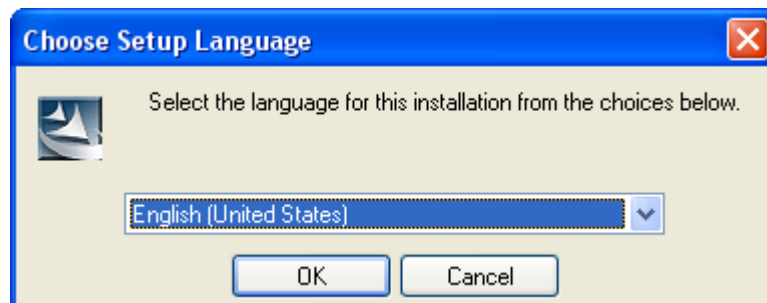 Choose Setup Language
Select the language for this installation from the choices below.
English (United States)
OK
Cancel